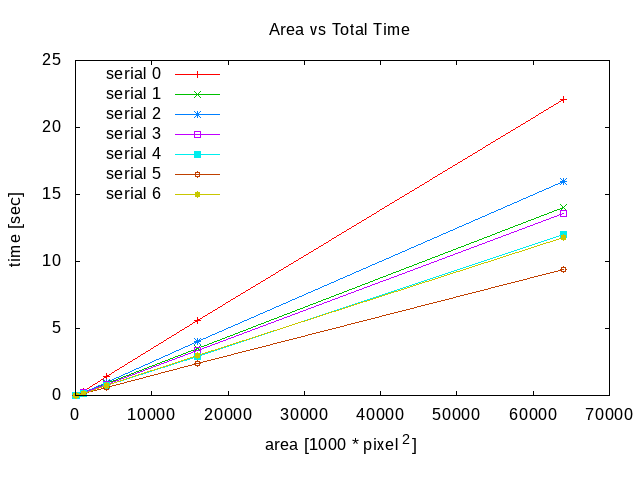 Area vs Total Time
25
20
15
10
5
0
time [sec]
serial 0
serial 1
serial 2
serial 3
serial 4
serial 5
serial 6
0 10000 20000 30000 40000 50000 60000 70000
area [1000 * pixel ²]